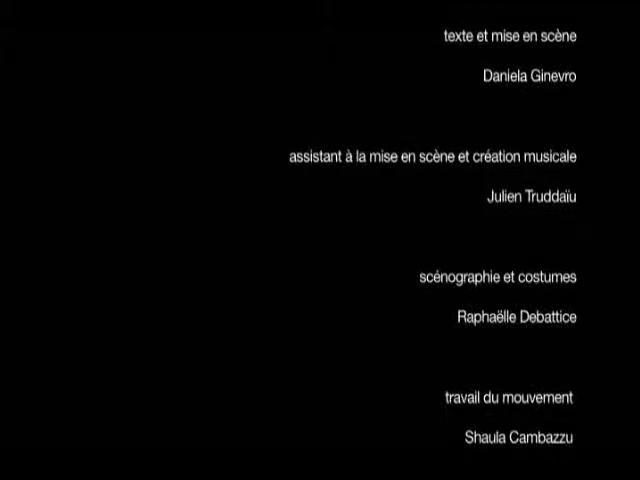 texte et mise en scène
Daniela Ginevro
assistant à la mise en scène et création musicale
Julien Truddaïu
scénographie et costumes
Raphaëlle Debattice
travail du mouvement
Shaula Cambazzu